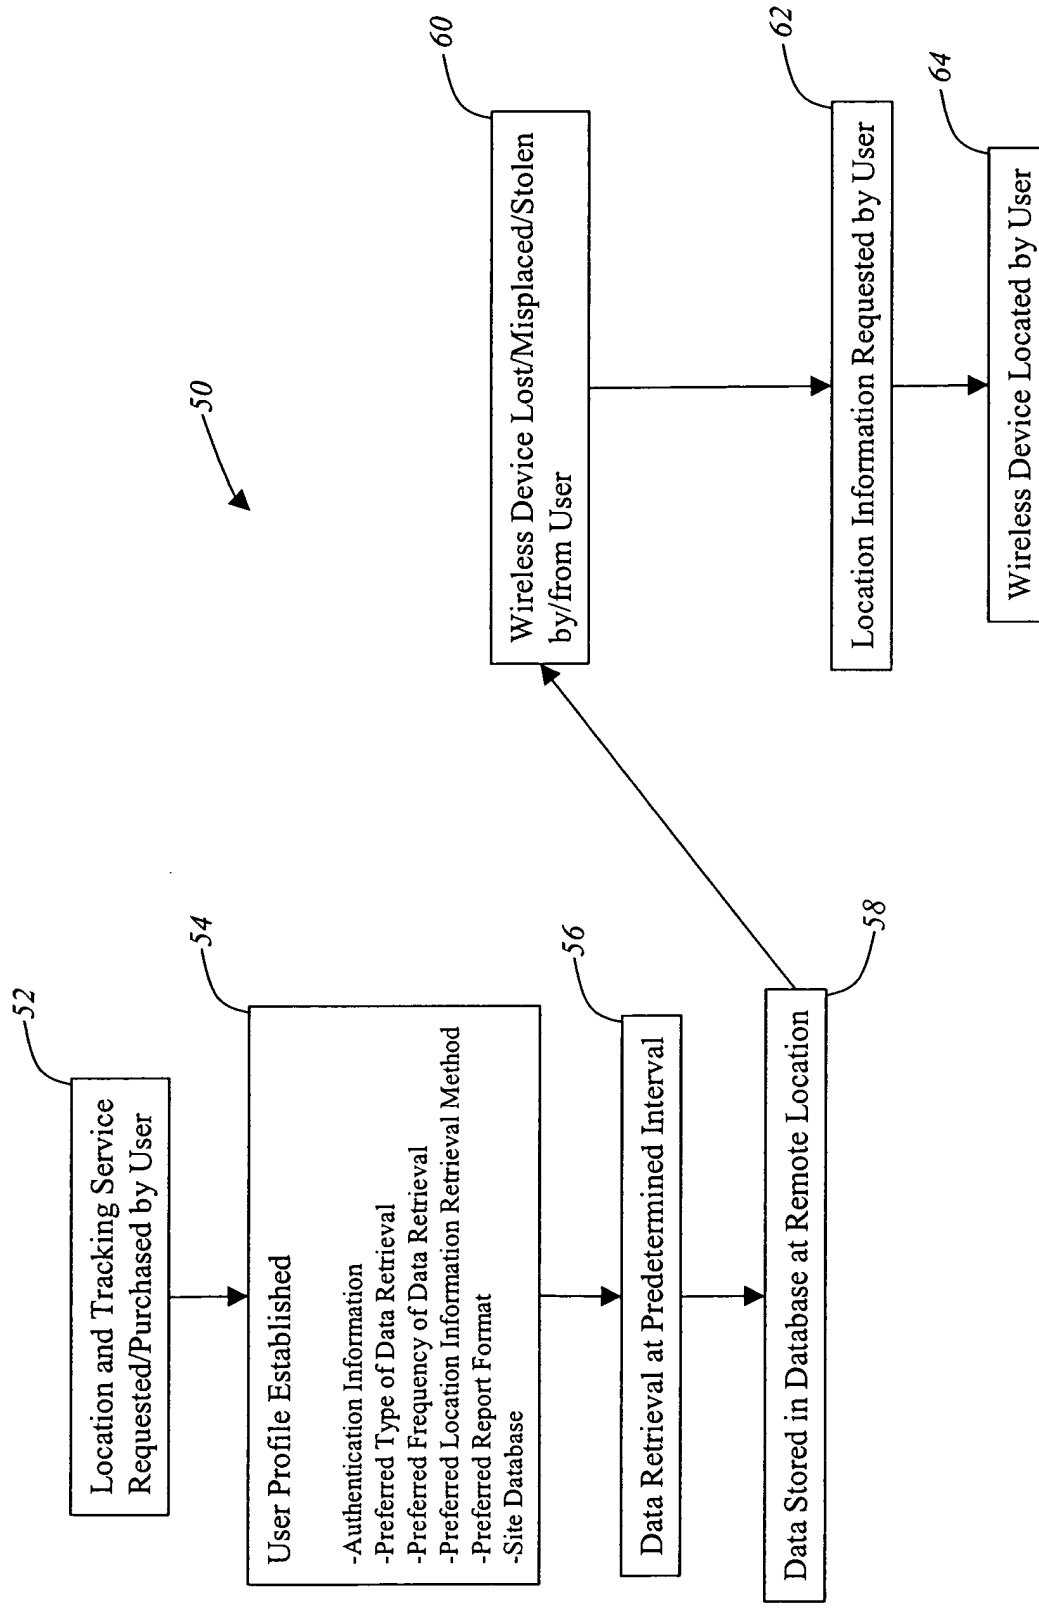 50
52
Location and Tracking Service
Requested/Purchased by User
54
User Profile Established
-Authentication Information
-Preferred Type of Data Retrieval
-Preferred Frequency of Data Retrieval
-Preferred Location Information Retrieval Method
-Preferred Report Format
-Site Database
56
Data Retrieval at Predetermined Interval
58
Data Stored in Database at Remote Location
60
Wireless Device Lost/Misplaced/Stolen
by/from User
62
Location Information Requested by User
64
Wireless Device Located by User